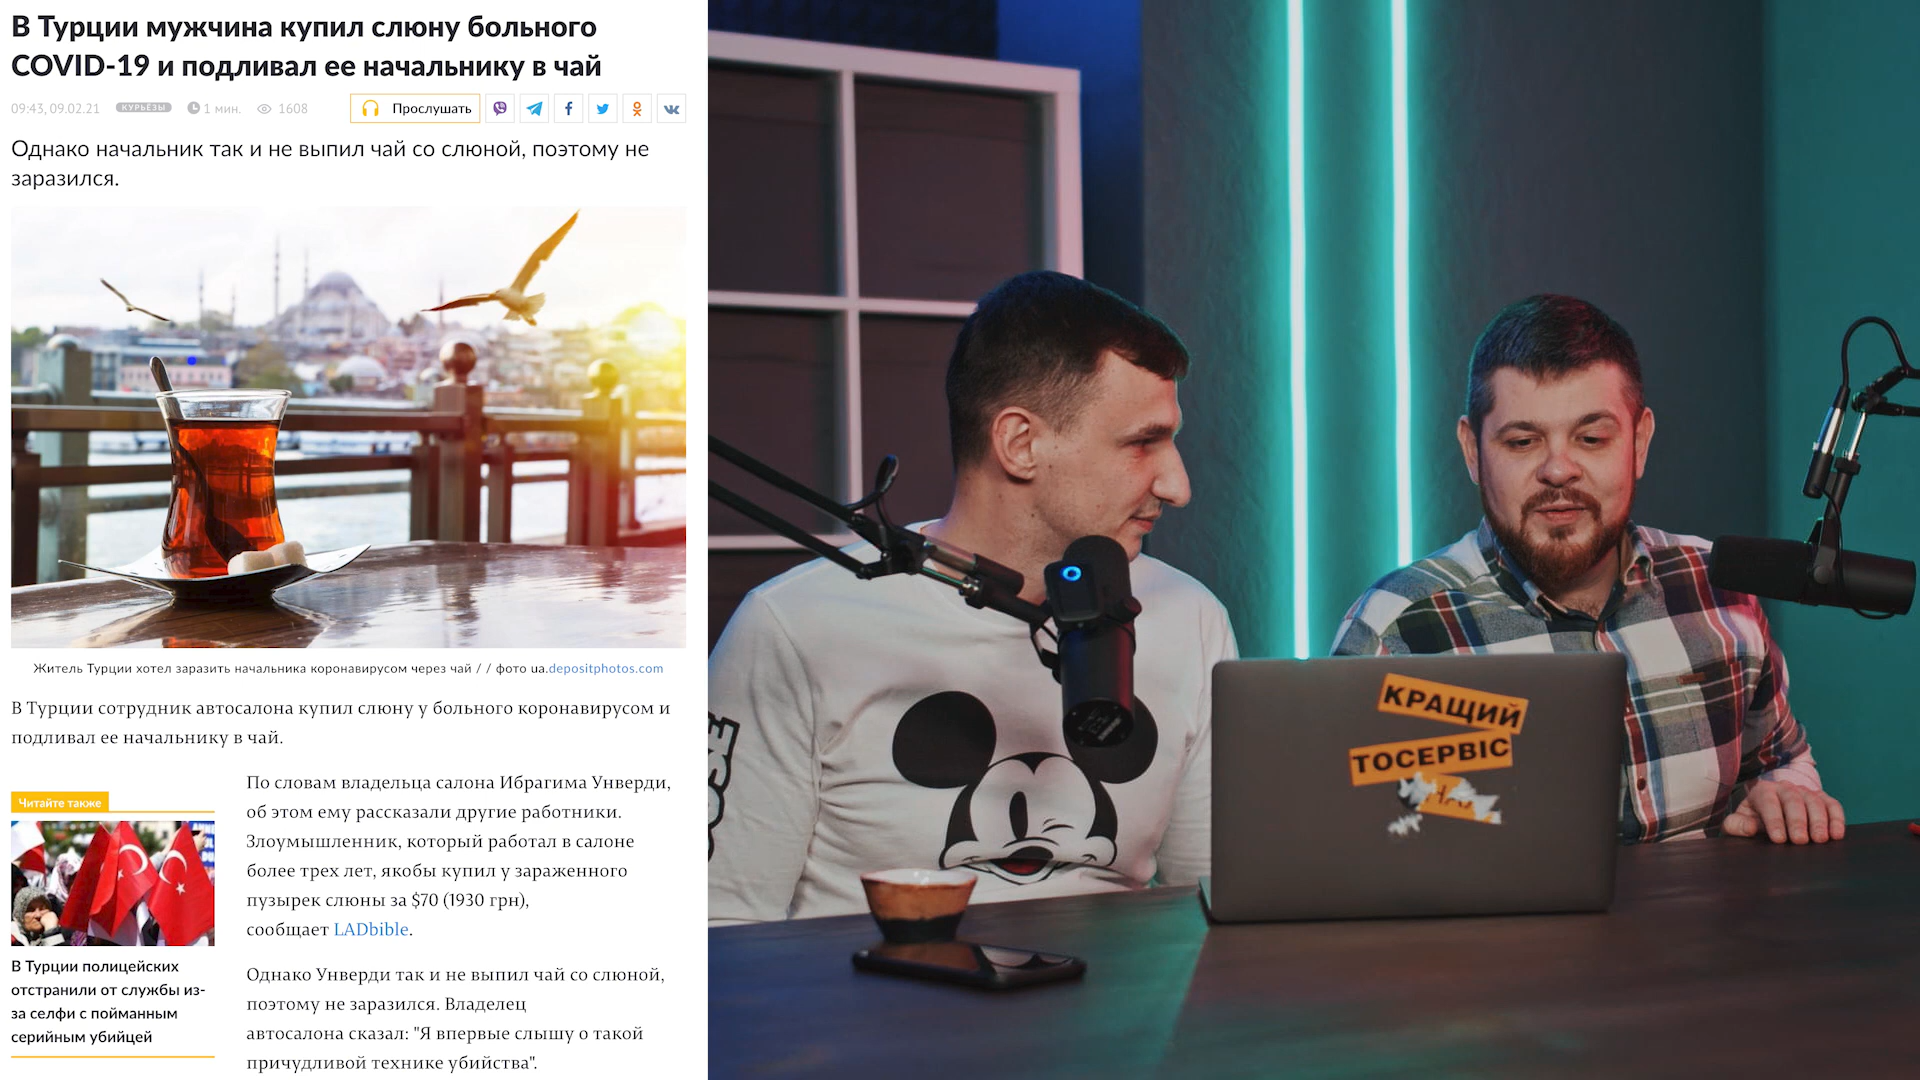 В Турции мужчина купил слюну больного
COVID-19 и подливал ее начальнику в чай
09:43, 09.02.21 КУРЬЁЗЫ 1 мин. 1608 Прослушать
Однако начальник так и не выпил чай со слюной, поэтому не
заразился.
Житель Турции хотел заразить начальника коронавирусом через чай / / фото ua.depositphotos.com
В Турции сотрудник автосалона купил слюну у больного коронавирусом и
подливал ее начальнику в чай.
Читайте также
В Турции полицейских
отстранили от службы из-
за селфи с пойманным
серийным убийцей
По словам владельца салона Ибрагима Унверди,
об этом ему рассказали другие работники.
Злоумышленник, который работал в салоне
более трех лет, якобы купил у зараженного
пузырек слюны за $70 (1930 грн),
сообщает LADbible.
Однако Унверди так и не выпил чай со слюной,
поэтому не заразился. Владелец
автосалона сказал: "Я впервые слышу о такой
причудливой технике убийства".
КРАЩИЙ
ТОСЕРВІС